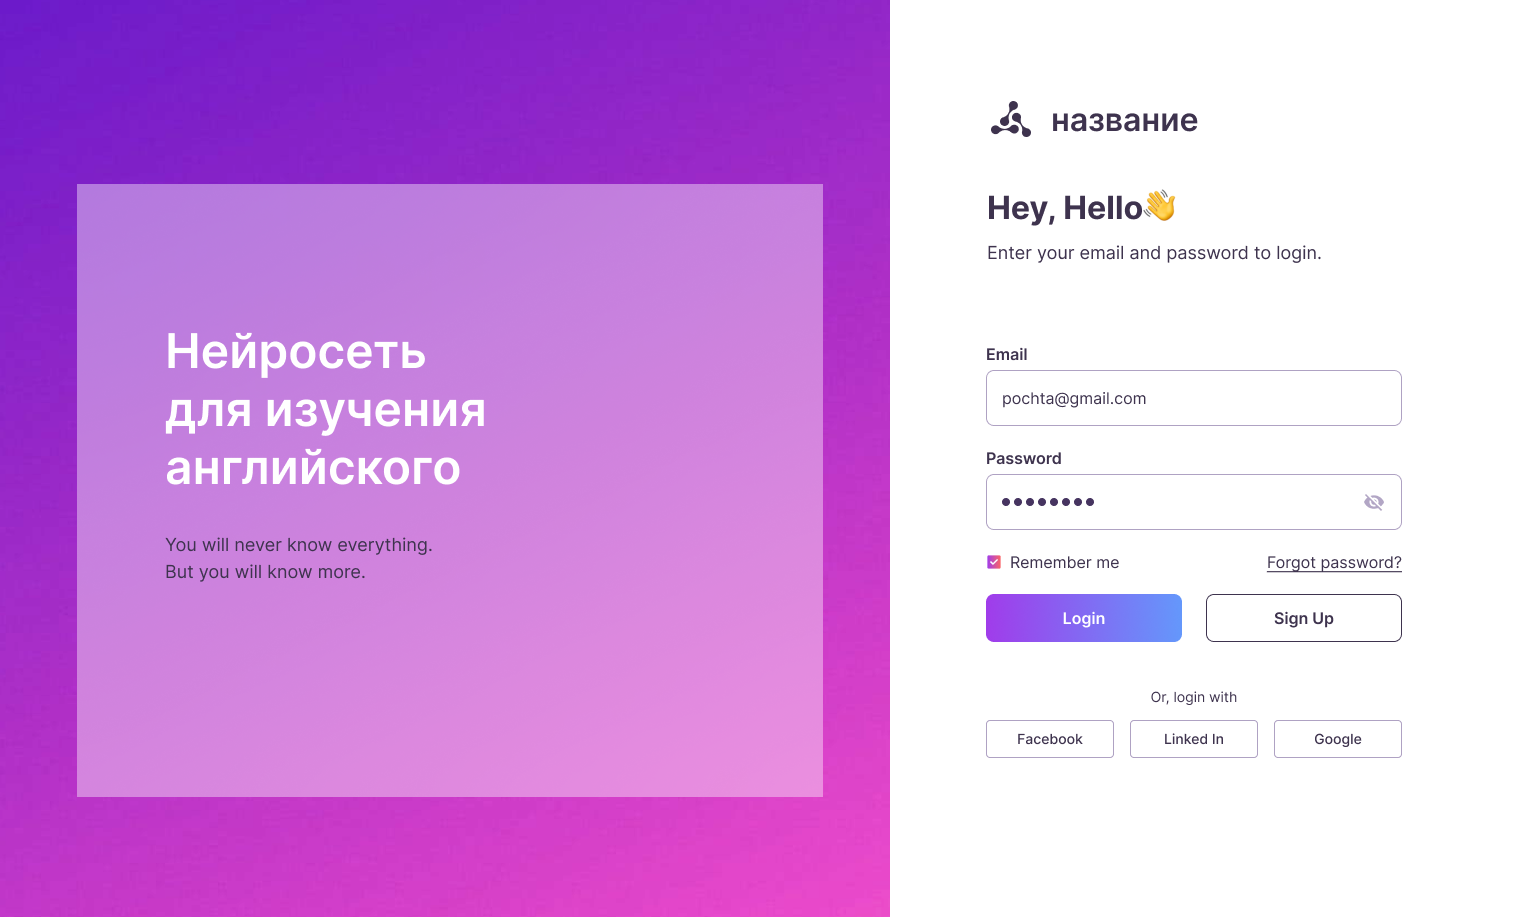 Нейросеть
для изучения
английского
You will never know everything.
But you will know more.
название
Hey, Hello👋
Enter your email and password to login.
Email
pochta@gmail.com
Password
••••••••
Remember me
Forgot password?
Login
Sign Up
Or, login with
Facebook
Linked In
Google